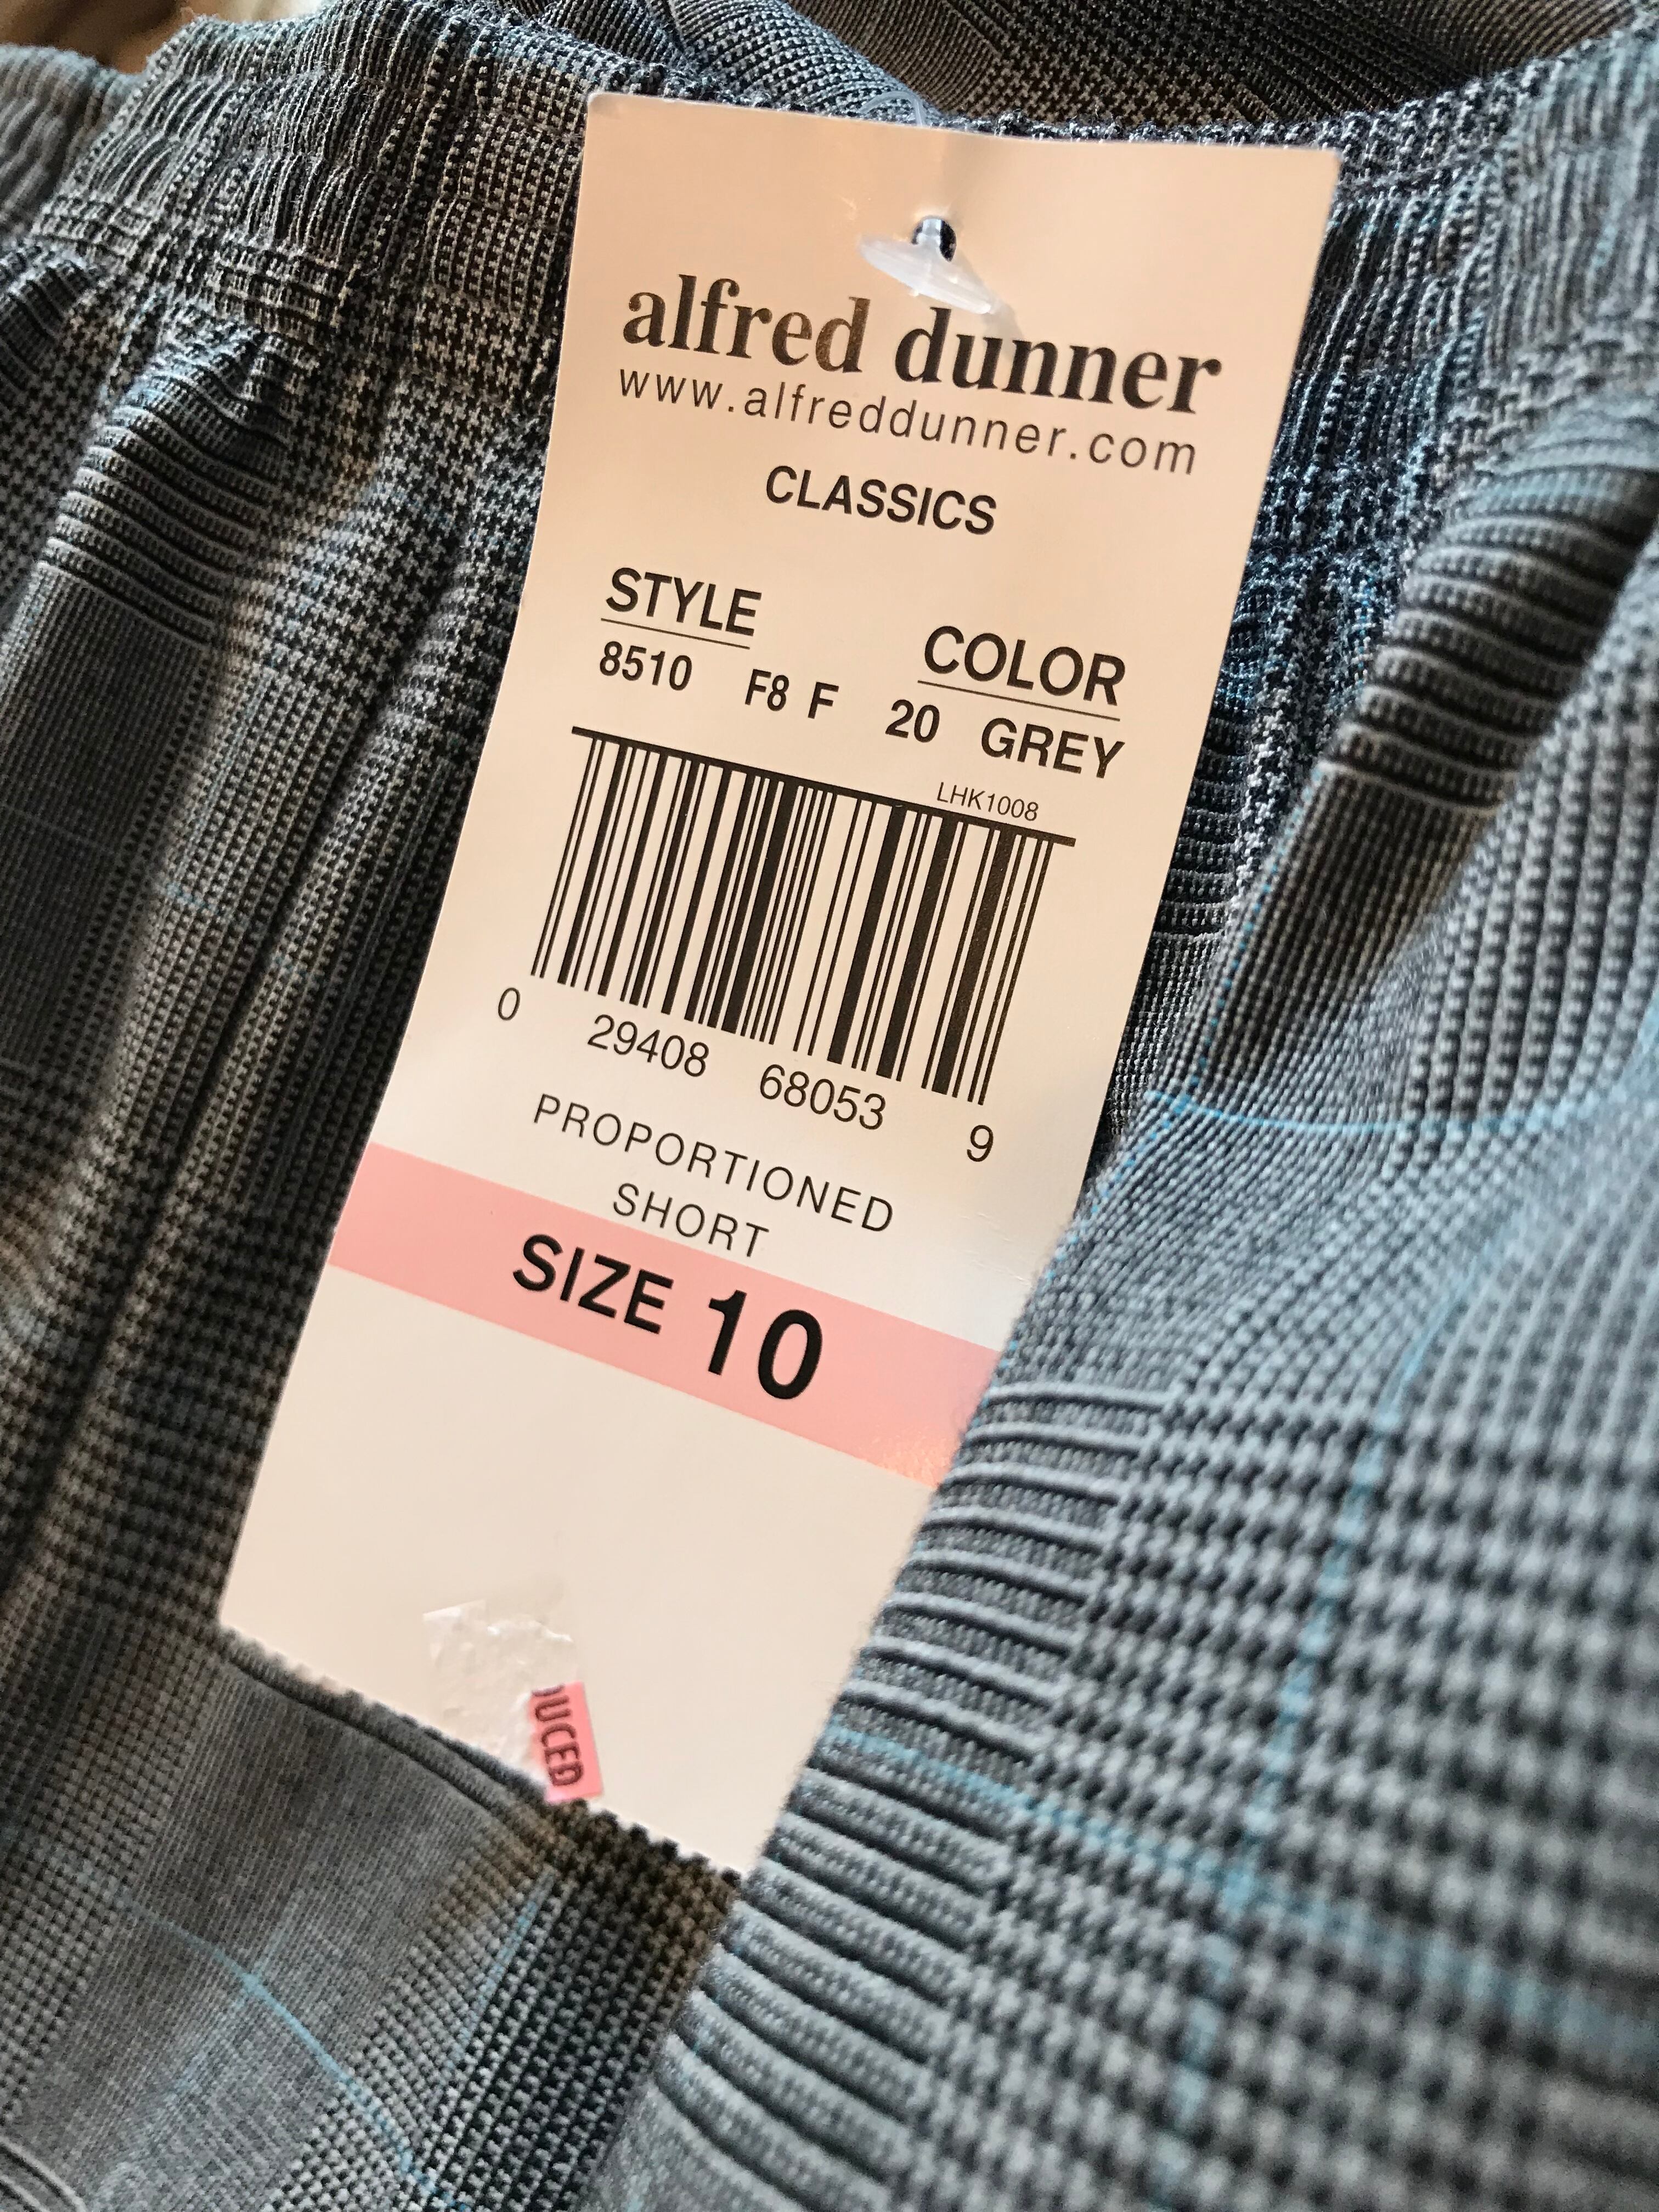 alfred dunner
www.alfreddunner.com
CLASSICS
STYLE COLOR
8510 F8 F 20 GREY
LHK1008
0 29408 68053 9
PROPORTIONED
SHORT
SIZE 10
UCED